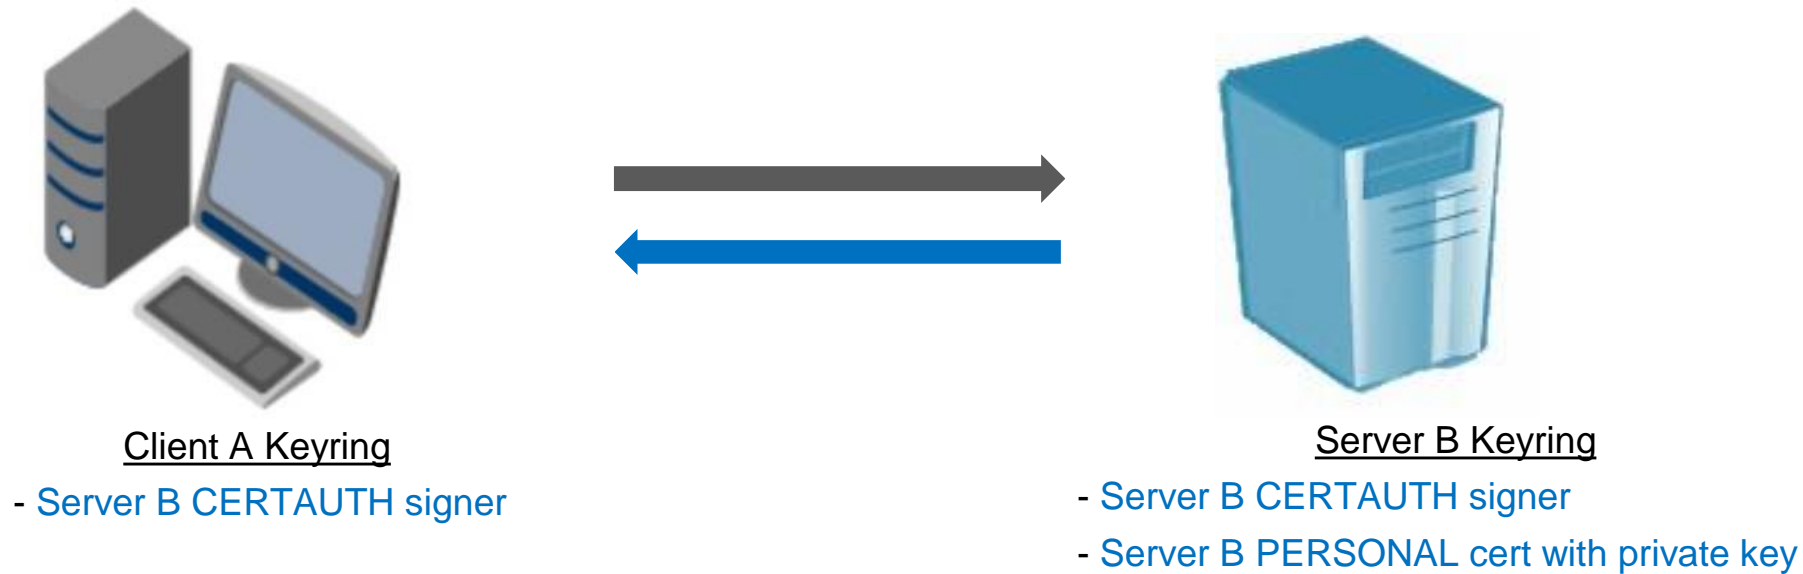 Client A Keyring
- Server B CERTAUTH signer
Server B Keyring
- Server B CERTAUTH signer
- Server B PERSONAL cert with private key